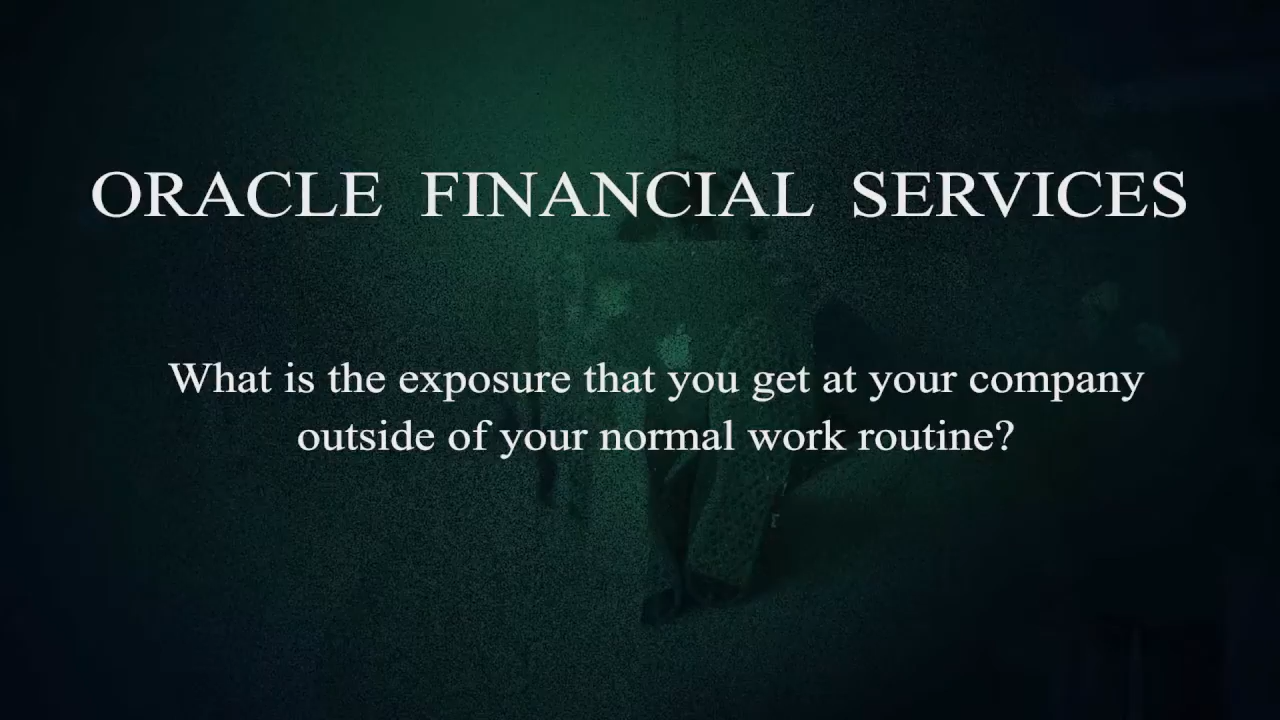 ORACLE FINANCIAL SERVICES
What is the exposure that you get at your company
outside of your normal work routine?